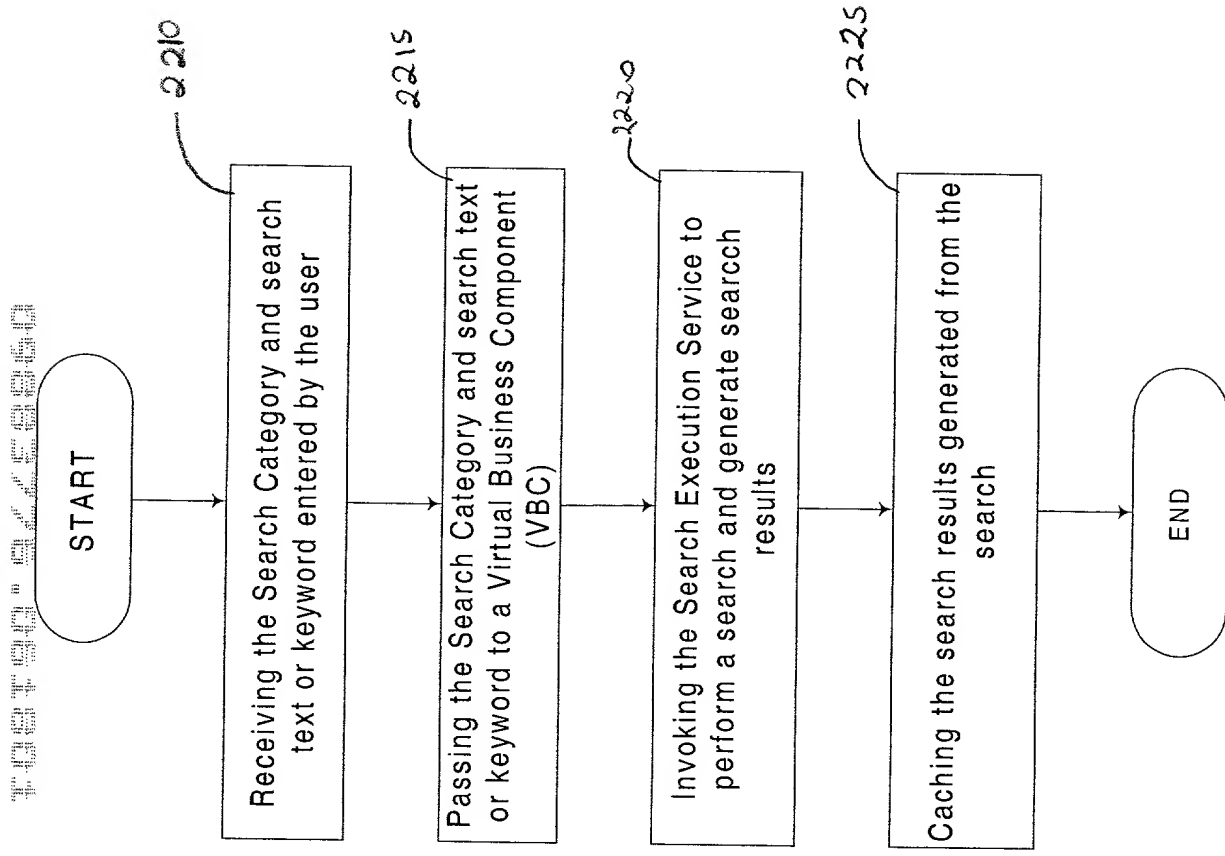 START
2210
Receiving the Search Category and search
text or keyword entered by the user
2215
Passing the Search Category and search text
or keyword to a Virtual Business Component
(VBC)
2220
Invoking the Search Execution Service to
perform a search and generate searcch
results
2225
Caching the search results generated from the
search
END